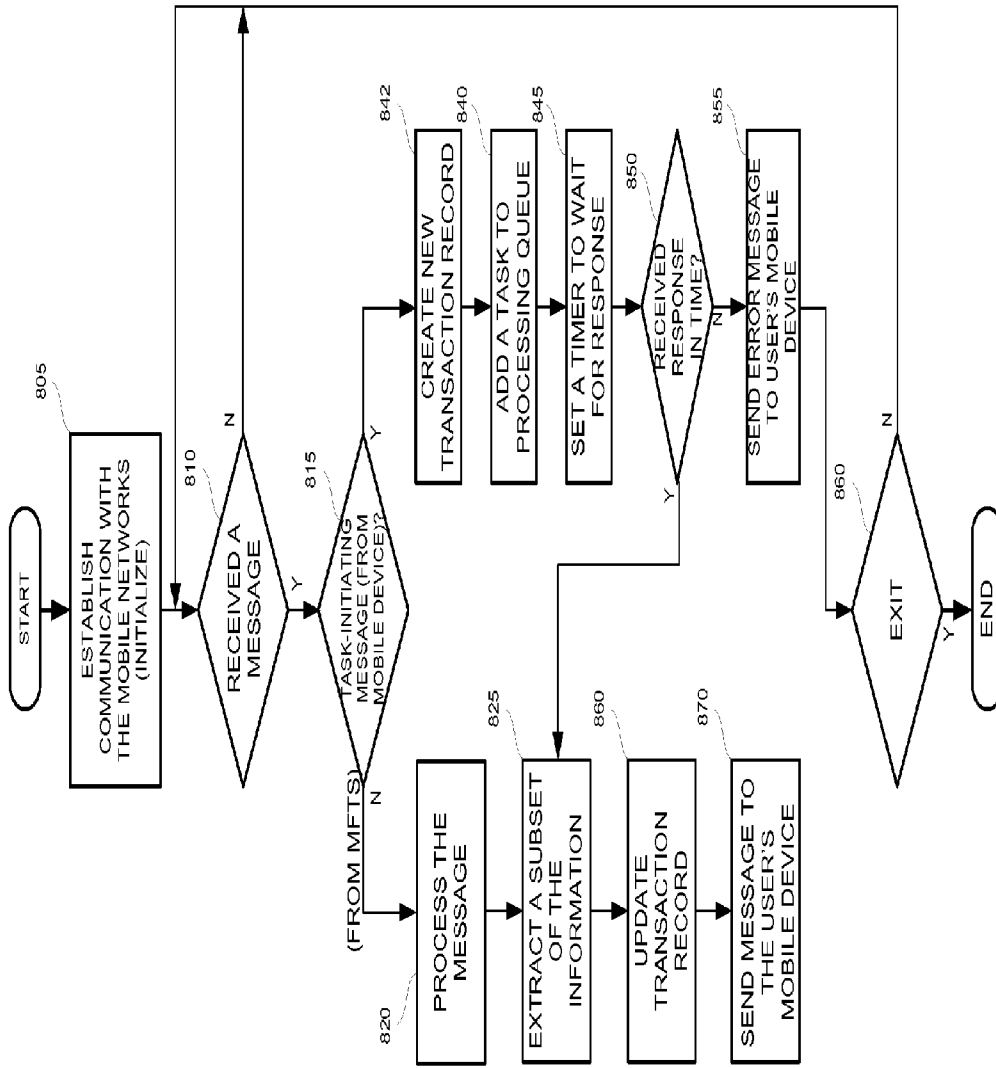 START
805
ESTABLISH
COMMUNICATION WITH
THE MOBILE NETWORKS
(INITIALIZE)
810
RECEIVED A
MESSAGE
N
Y
815
TASK-INITIATING
MESSAGE (FROM
MOBILE DEVICE)?
Y
N
(FROM MFTS)
820
PROCESS THE
MESSAGE
825
EXTRACT A SUBSET
OF THE
INFORMATION
860
UPDATE
TRANSACTION
RECORD
870
SEND MESSAGE TO
THE USER'S
MOBILE DEVICE
842
CREATE NEW
TRANSACTION RECORD
840
ADD A TASK TO
PROCESSING QUEUE
845
SET A TIMER TO WAIT
FOR RESPONSE
850
RECEIVED
RESPONSE
IN TIME?
Y
N
855
SEND ERROR MESSAGE
TO USER'S MOBILE
DEVICE
860
EXIT
N
Y
END